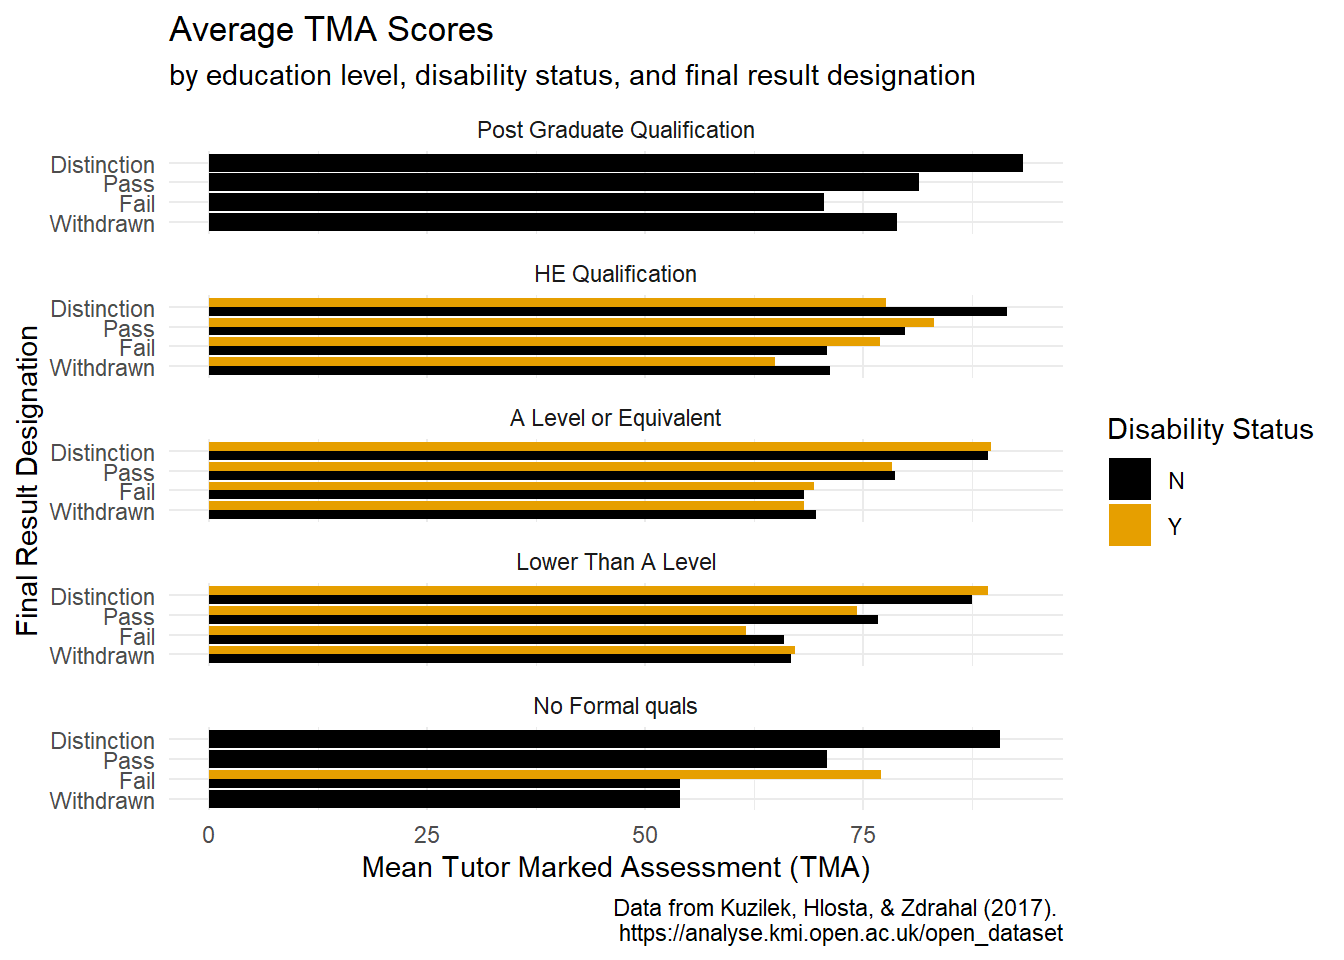 Average TMA Scores
by education level, disability status, and final result designation
Post Graduate Qualification
Distinction
Pass
Fail
Withdrawn
HE Qualification
Distinction
Pass
Fail
Withdrawn
A Level or Equivalent
Distinction
Pass
Fail
Withdrawn
Lower Than A Level
Distinction
Pass
Fail
Withdrawn
No Formal quals
Distinction
Pass
Fail
Withdrawn
0 25 50 75
Mean Tutor Marked Assessment (TMA)
Final Result Designation
Disability Status
N
Y
Data from Kuzilek, Hlosta, & Zdrahal (2017).
https://analyse.kmi.open.ac.uk/open_dataset